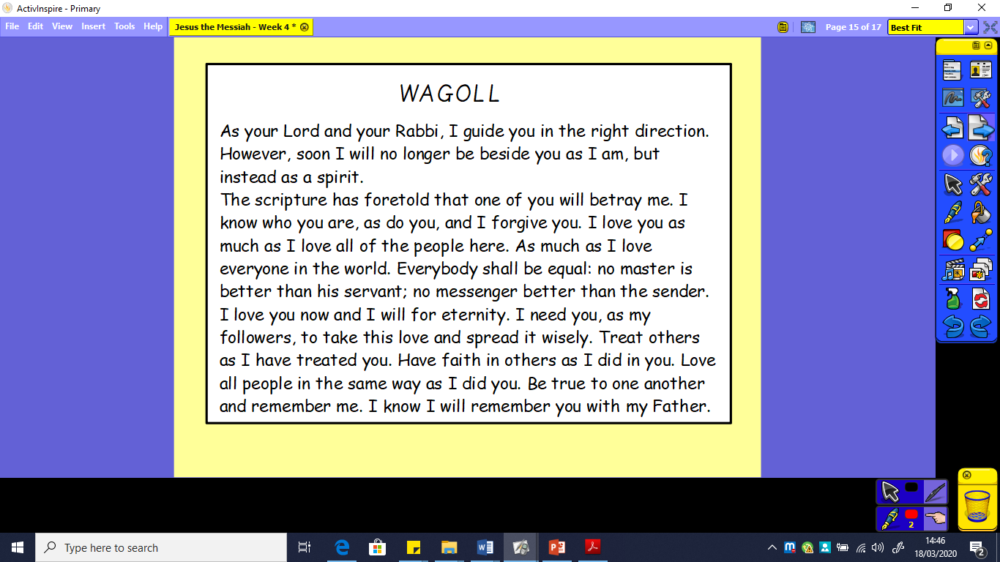 ActivInspire - Primary
File Edit View Insert Tools Help
Jesus the Messiah - Week 4 *
Page 15 of 17
Best Fit
WAGOLL
As your Lord and your Rabbi, I guide you in the right direction.
However, soon I will no longer be beside you as I am, but
instead as a spirit.
The scripture has foretold that one of you will betray me. I
know who you are, as do you, and I forgive you. I love you as
much as I love all of the people here. As much as I love
everyone in the world. Everybody shall be equal: no master is
better than his servant; no messenger better than the sender.
I love you now and I will for eternity. I need you, as my
followers, to take this love and spread it wisely. Treat others
as I have treated you. Have faith in others as I did in you. Love
all people in the same way as I did you. Be true to one another
and remember me. I know I will remember you with my Father.
2
Type here to search
14:46
18/03/2020
2